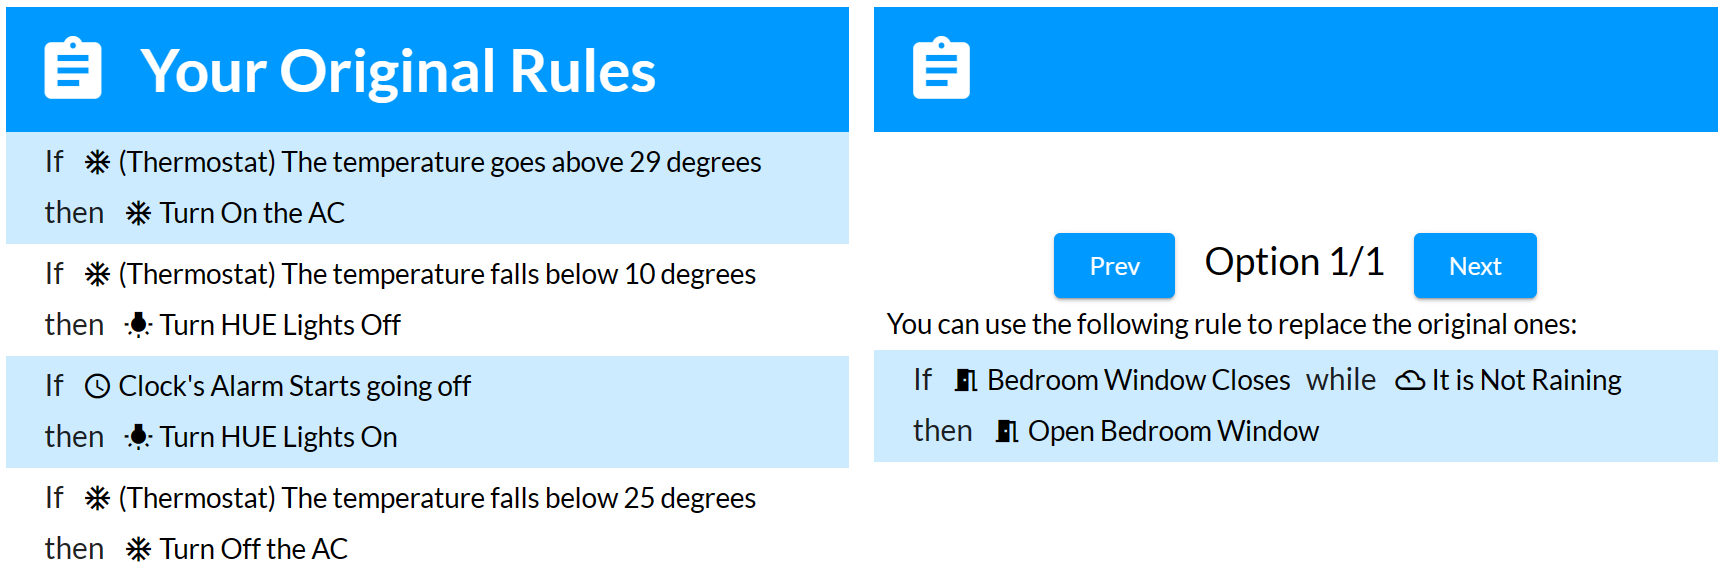 Your Original Rules
If (Thermostat) The temperature goes above 29 degrees
then Turn On the AC
If (Thermostat) The temperature falls below 10 degrees
then Turn HUE Lights Off
If Clock's Alarm Starts going off
then Turn HUE Lights On
If (Thermostat) The temperature falls below 25 degrees
then Turn Off the AC
Prev Option 1/1 Next
You can use the following rule to replace the original ones:
If Bedroom Window Closes while It is Not Raining
then Open Bedroom Window